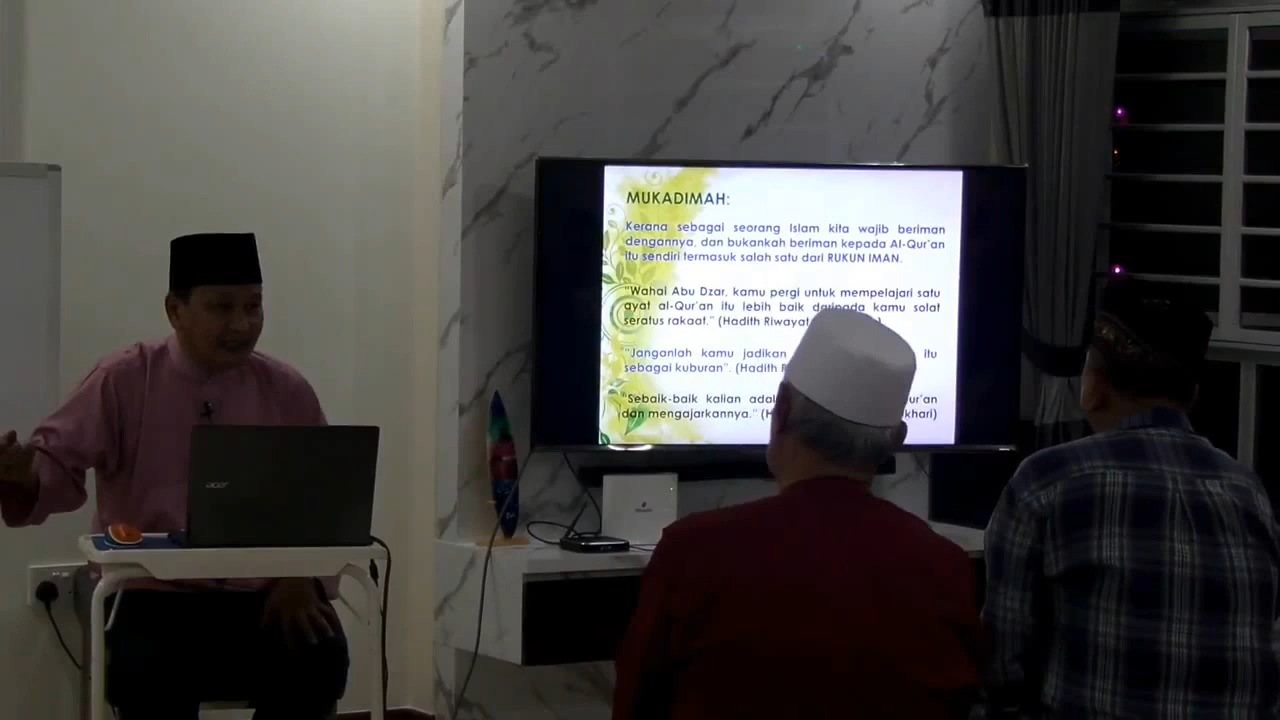 MUKADIMAH:
Kerana sebagai seorang Islam kita wajib beriman
dengannya, dan bukankah beriman kepada Al-Qur'an
itu sendiri termasuk salah satu dari RUKUN IMAN.
"Wahai Abu Dzar, kamu pergi untuk mempelajari satu
ayat al-Qur'an itu lebih baik daripada kamu solat
seratus rakaat." (Hadith Riwayat
"Janganlah kamu jadikan itu
sebagai kuburan". (Hadith
"Sebaik-baik kalian
dan mengajarkannya."
acer